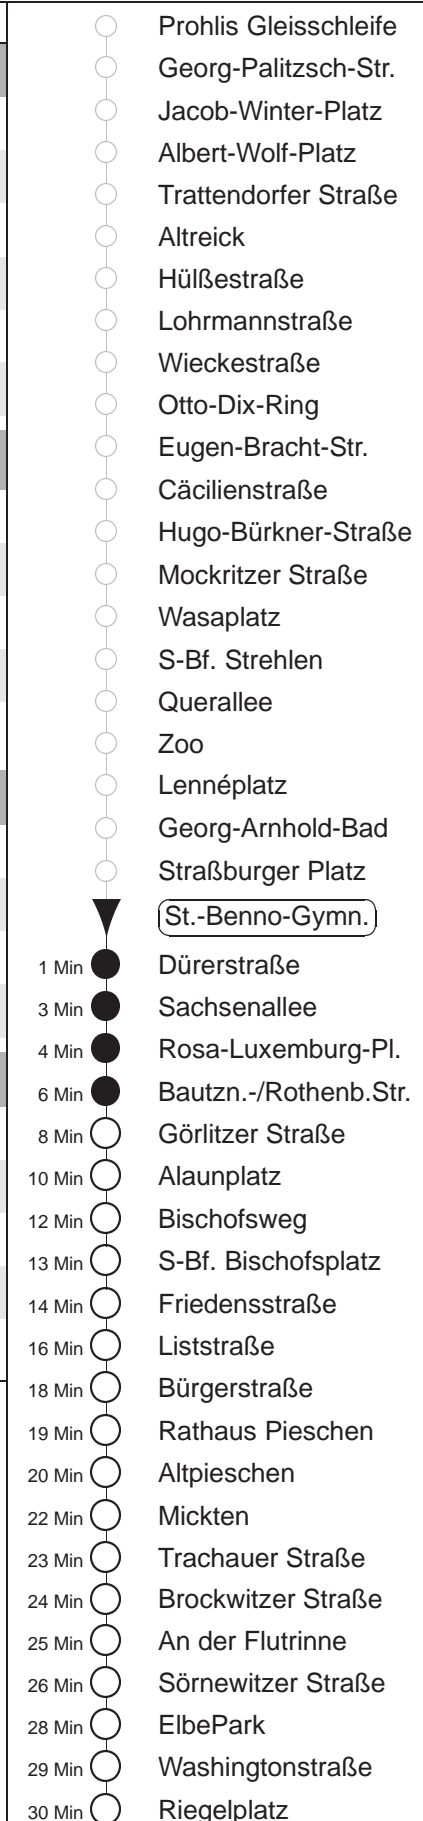 Prohlis Gleisschleife
Georg-Palitzsch-Str.
Jacob-Winter-Platz
Albert-Wolf-Platz
Trattendorfer Straße
Altreick
Hülßestraße
Lohrmannstraße
Wieckestraße
Otto-Dix-Ring
Eugen-Bracht-Str.
Cäcilienstraße
Hugo-Bürkner-Straße
Mockritzer Straße
Wasaplatz
S-Bf. Strehlen
Querallee
Zoo
Lennéplatz
Georg-Arnhold-Bad
Straßburger Platz
St.-Benno-Gymn.
1 Min Dürerstraße
3 Min Sachsenallee
4 Min Rosa-Luxemburg-Pl.
6 Min Bautzn.-/Rothenb.Str.
8 Min Görlitzer Straße
10 Min Alaunplatz
12 Min Bischofsweg
13 Min S-Bf. Bischofsplatz
14 Min Friedensstraße
16 Min Liststraße
18 Min Bürgerstraße
19 Min Rathaus Pieschen
20 Min Altpieschen
22 Min Mickten
23 Min Trachauer Straße
24 Min Brockwitzer Straße
25 Min An der Flutrinne
26 Min Sörnewitzer Straße
28 Min ElbePark
29 Min Washingtonstraße
30 Min Riegelplatz